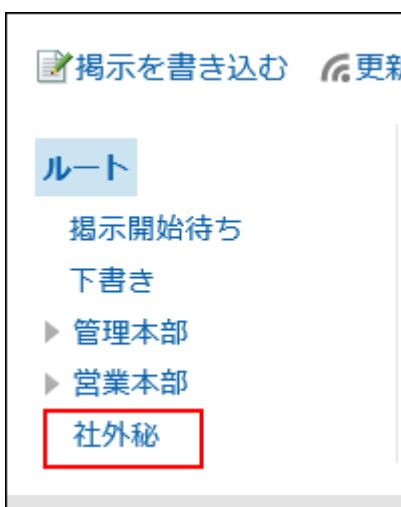 掲示を書き込む 更新
ルート
掲示開始待ち
下書き
管理本部
営業本部
社外秘